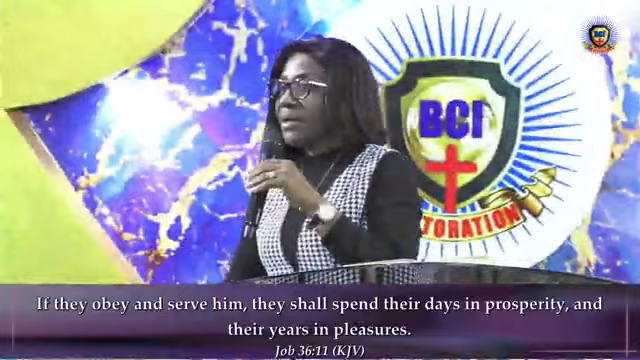 BCI
BCI
TORATION
If they obey and serve him, they shall spend their days in prosperity, and
their years in pleasures.
Job 36:11 (KJV)